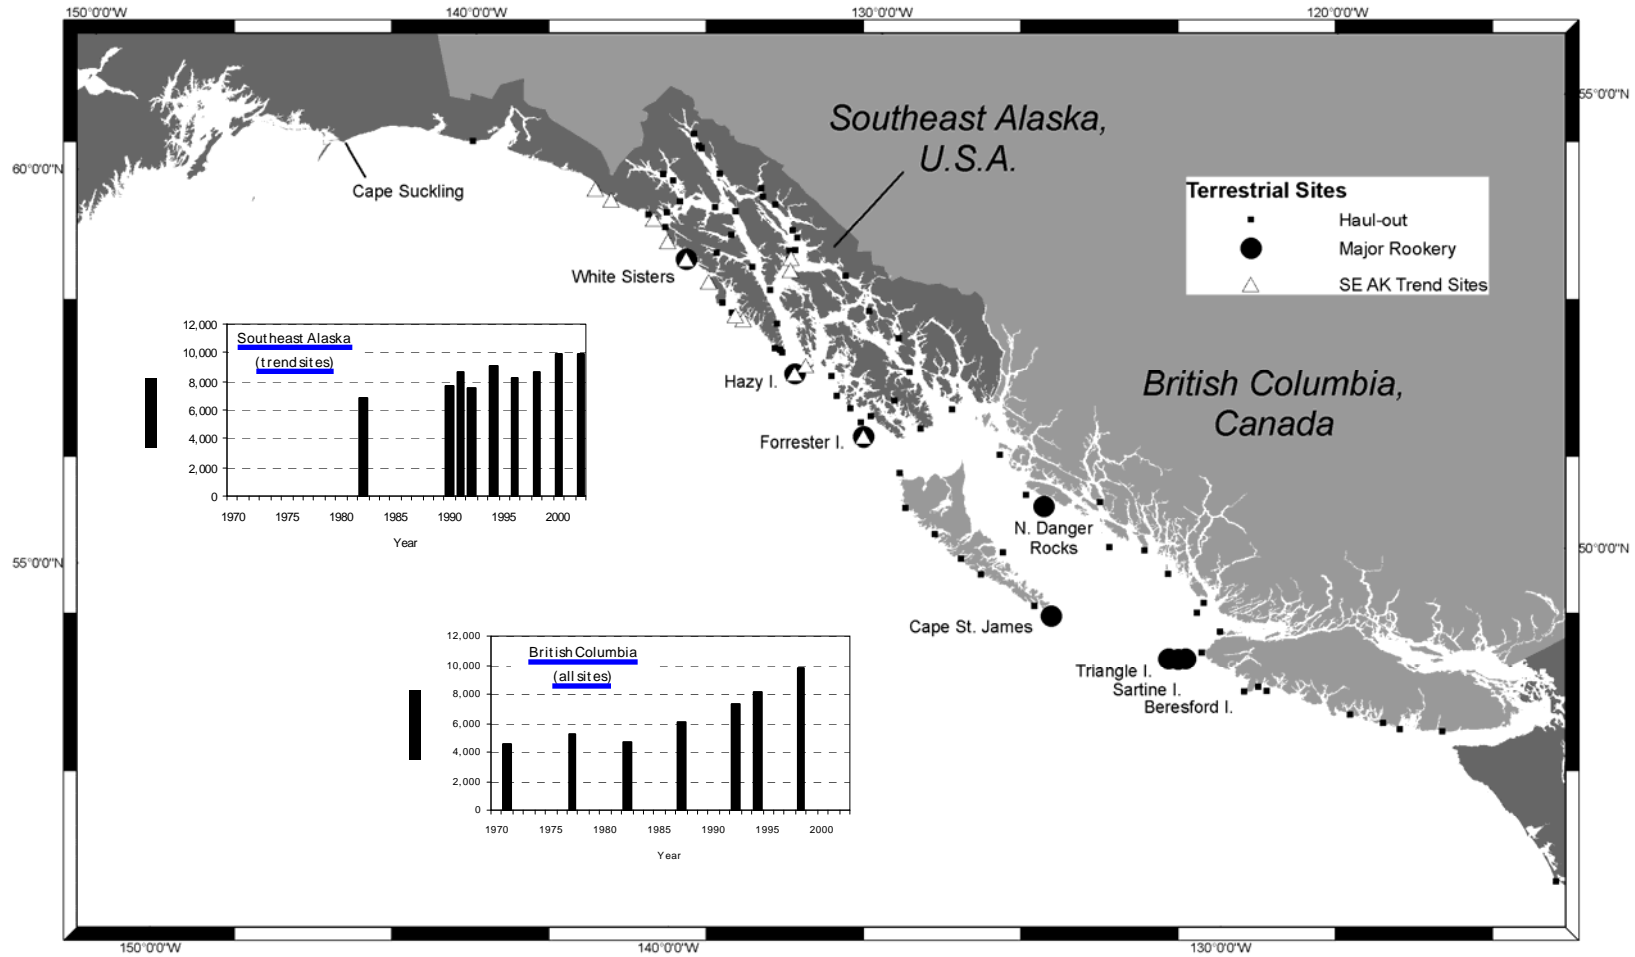 150°0'0"W 140°0'0"W 130°0'0"W 120°0'0"W
55°0'0"N
Southeast Alaska,
U.S.A.
60°0'0"N
Cape Suckling
Terrestrial Sites
Haul-out
Major Rookery
SE AK Trend Sites
White Sisters
Hazy I.
Forrester I.
British Columbia,
Canada
12,000
10,000
8,000
6,000
4,000
2,000
0
Southeast Alaska
(trend sites)
1970 1975 1980 1985 1990 1995 2000
Year
N. Danger
Rocks
55°0'0"N
50°0'0"N
Cape St. James
Triangle I.
Sartine I.
Beresford I.
12,000
10,000
8,000
6,000
4,000
2,000
0
British Columbia
(all sites)
1970 1975 1980 1985 1990 1995 2000
Year
150°0'0"W 140°0'0"W 130°0'0"W